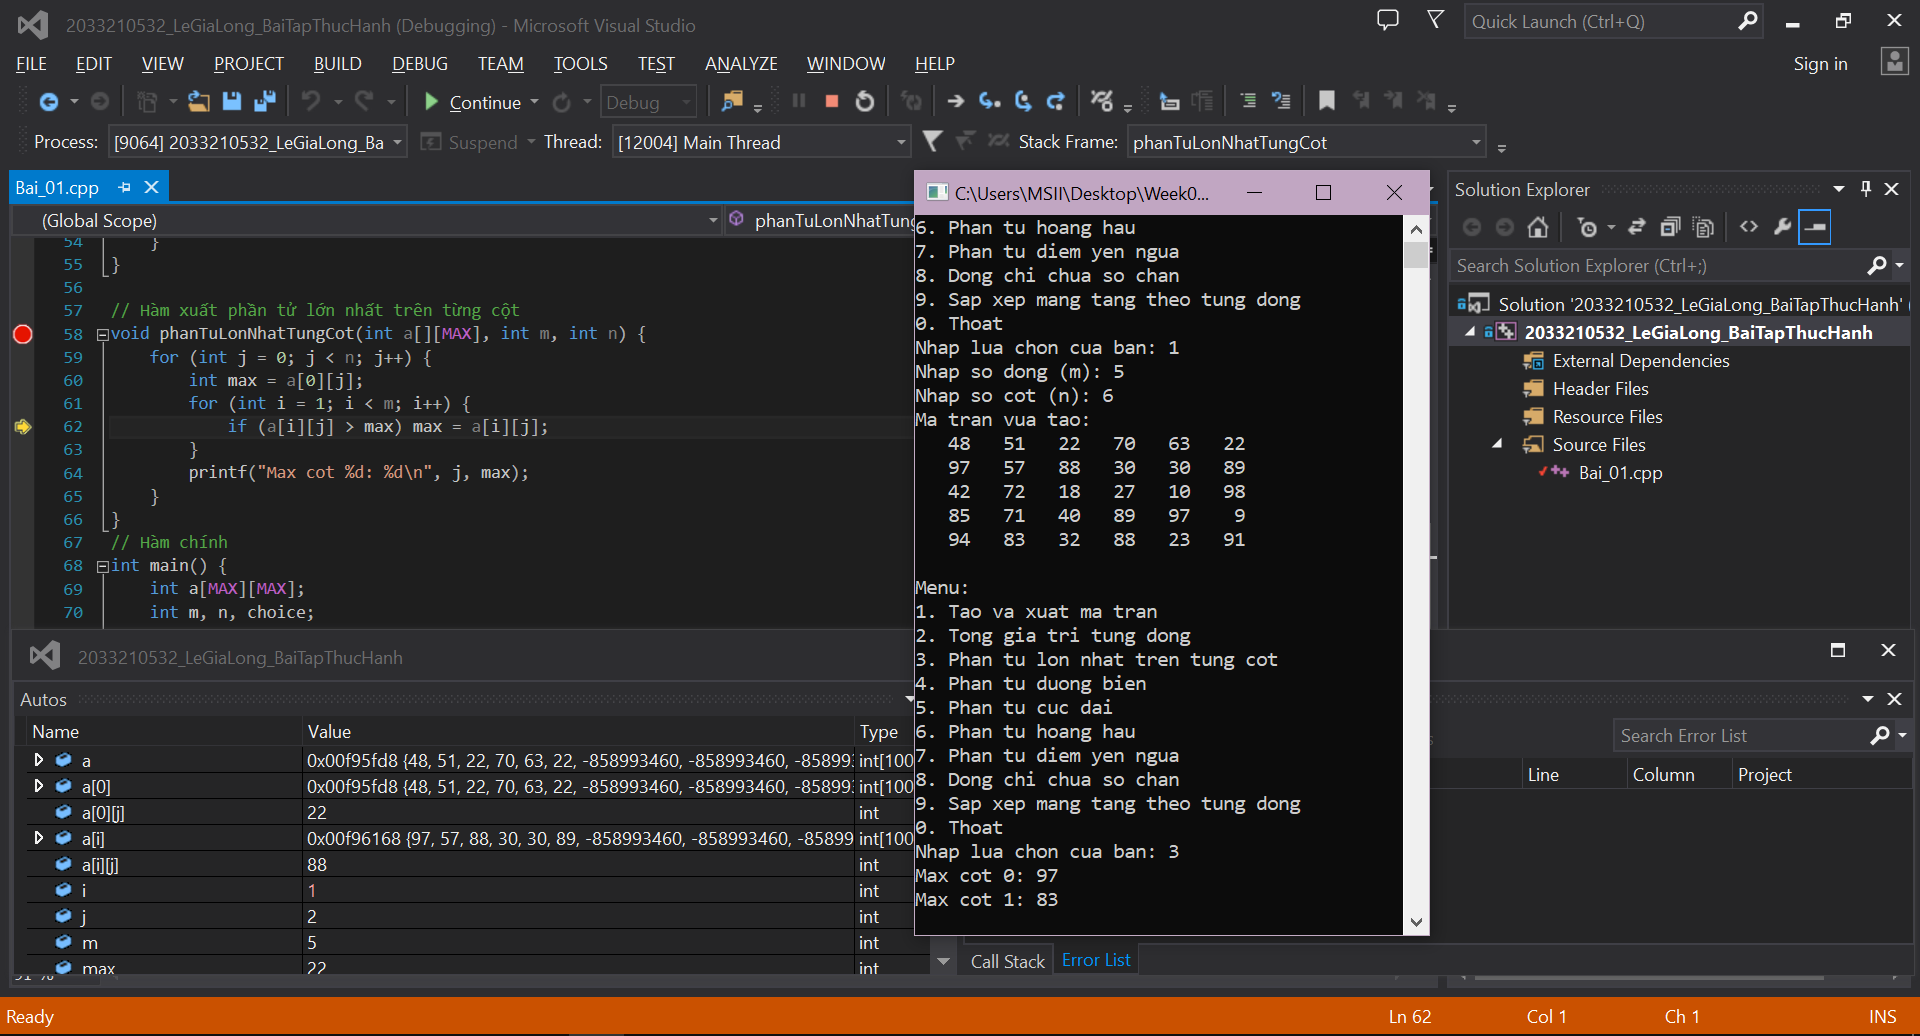 2033210532_LeGiaLong_BaiTapThucHanh (Debugging) - Microsoft Visual Studio
Quick Launch (Ctrl+Q)
FILE EDIT VIEW PROJECT BUILD DEBUG TEAM TOOLS TEST ANALYZE WINDOW HELP
Sign in
Continue
Debug
Process: [9064] 2033210532_LeGiaLong_Ba
Suspend
Thread: [12004] Main Thread
Stack Frame: phanTuLonNhatTungCot
Bai_01.cpp
(Global Scope)
phanTuLonNhatTung
54 }
55 }
56
57 // Hàm xuất phần tử lớn nhất trên từng cột
58 void phanTuLonNhatTungCot(int a[][MAX], int m, int n) {
59 for (int j = 0; j < n; j++) {
60 int max = a[0][j];
61 for (int i = 1; i < m; i++) {
62 if (a[i][j] > max) max = a[i][j];
63 }
64 printf("Max cot %d: %d\n", j, max);
65 }
66 }
67 // Hàm chính
68 int main() {
69 int a[MAX][MAX];
70 int m, n, choice;
C:\Users\MSII\Desktop\Week0...
6. Phan tu hoang hau
7. Phan tu diem yen ngua
8. Dong chi chua so chan
9. Sap xep mang tang theo tung dong
0. Thoat
Nhap lua chon cua ban: 1
Nhap so dong (m): 5
Nhap so cot (n): 6
Ma tran vua tao:
48 51 22 70 63 22
97 57 88 30 30 89
42 72 18 27 10 98
85 71 40 89 97 9
94 83 32 88 23 91
Menu:
1. Tao va xuat ma tran
2. Tong gia tri tung dong
3. Phan tu lon nhat tren tung cot
4. Phan tu duong bien
5. Phan tu cuc dai
6. Phan tu hoang hau
7. Phan tu diem yen ngua
8. Dong chi chua so chan
9. Sap xep mang tang theo tung dong
0. Thoat
Nhap lua chon cua ban: 3
Max cot 0: 97
Max cot 1: 83
Solution Explorer
Search Solution Explorer (Ctrl+;)
Solution '2033210532_LeGiaLong_BaiTapThucHanh' (
2033210532_LeGiaLong_BaiTapThucHanh
External Dependencies
Header Files
Resource Files
Source Files
Bai_01.cpp
2033210532_LeGiaLong_BaiTapThucHanh
Autos
Name Value Type
a 0x00f95fd8 {48, 51, 22, 70, 63, 22, -858993460, -858993460, -85899 int[100
a[0] 0x00f95fd8 {48, 51, 22, 70, 63, 22, -858993460, -858993460, -85899 int[100
a[0][j] 22 int
a[i] 0x00f96168 {97, 57, 88, 30, 30, 89, -858993460, -858993460, -85899 int[100
a[i][j] 88 int
i 1 int
j 2 int
m 5 int
max 22 int
Search Error List
Line Column Project
Call Stack Error List
Ready
Ln 62 Col 1 Ch 1 INS